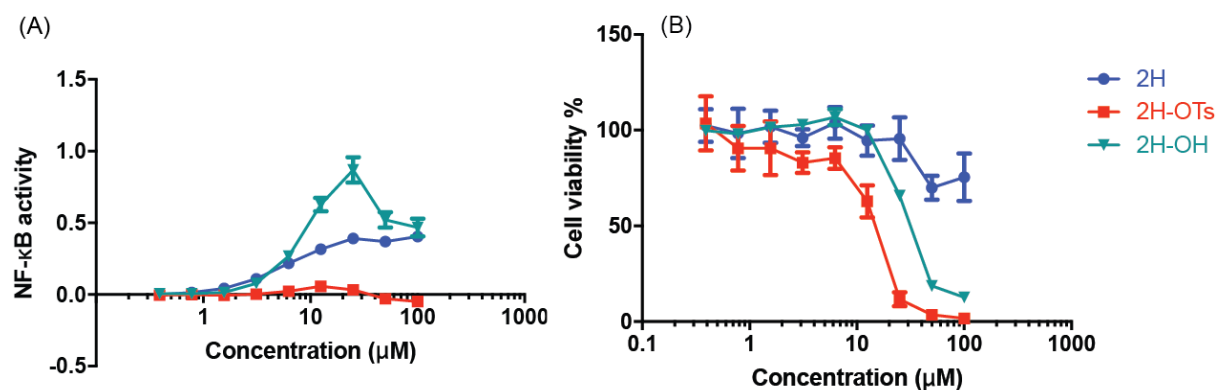 (A)
NF-κB activity
1.5
1.0
0.5
0.0
-0.5
1
10
100
1000
Concentration (μM)
(B)
Cell viability %
150
100
50
0
0.1
1
10
100
1000
Concentration (μM)
2H
2H-OTs
2H-OH